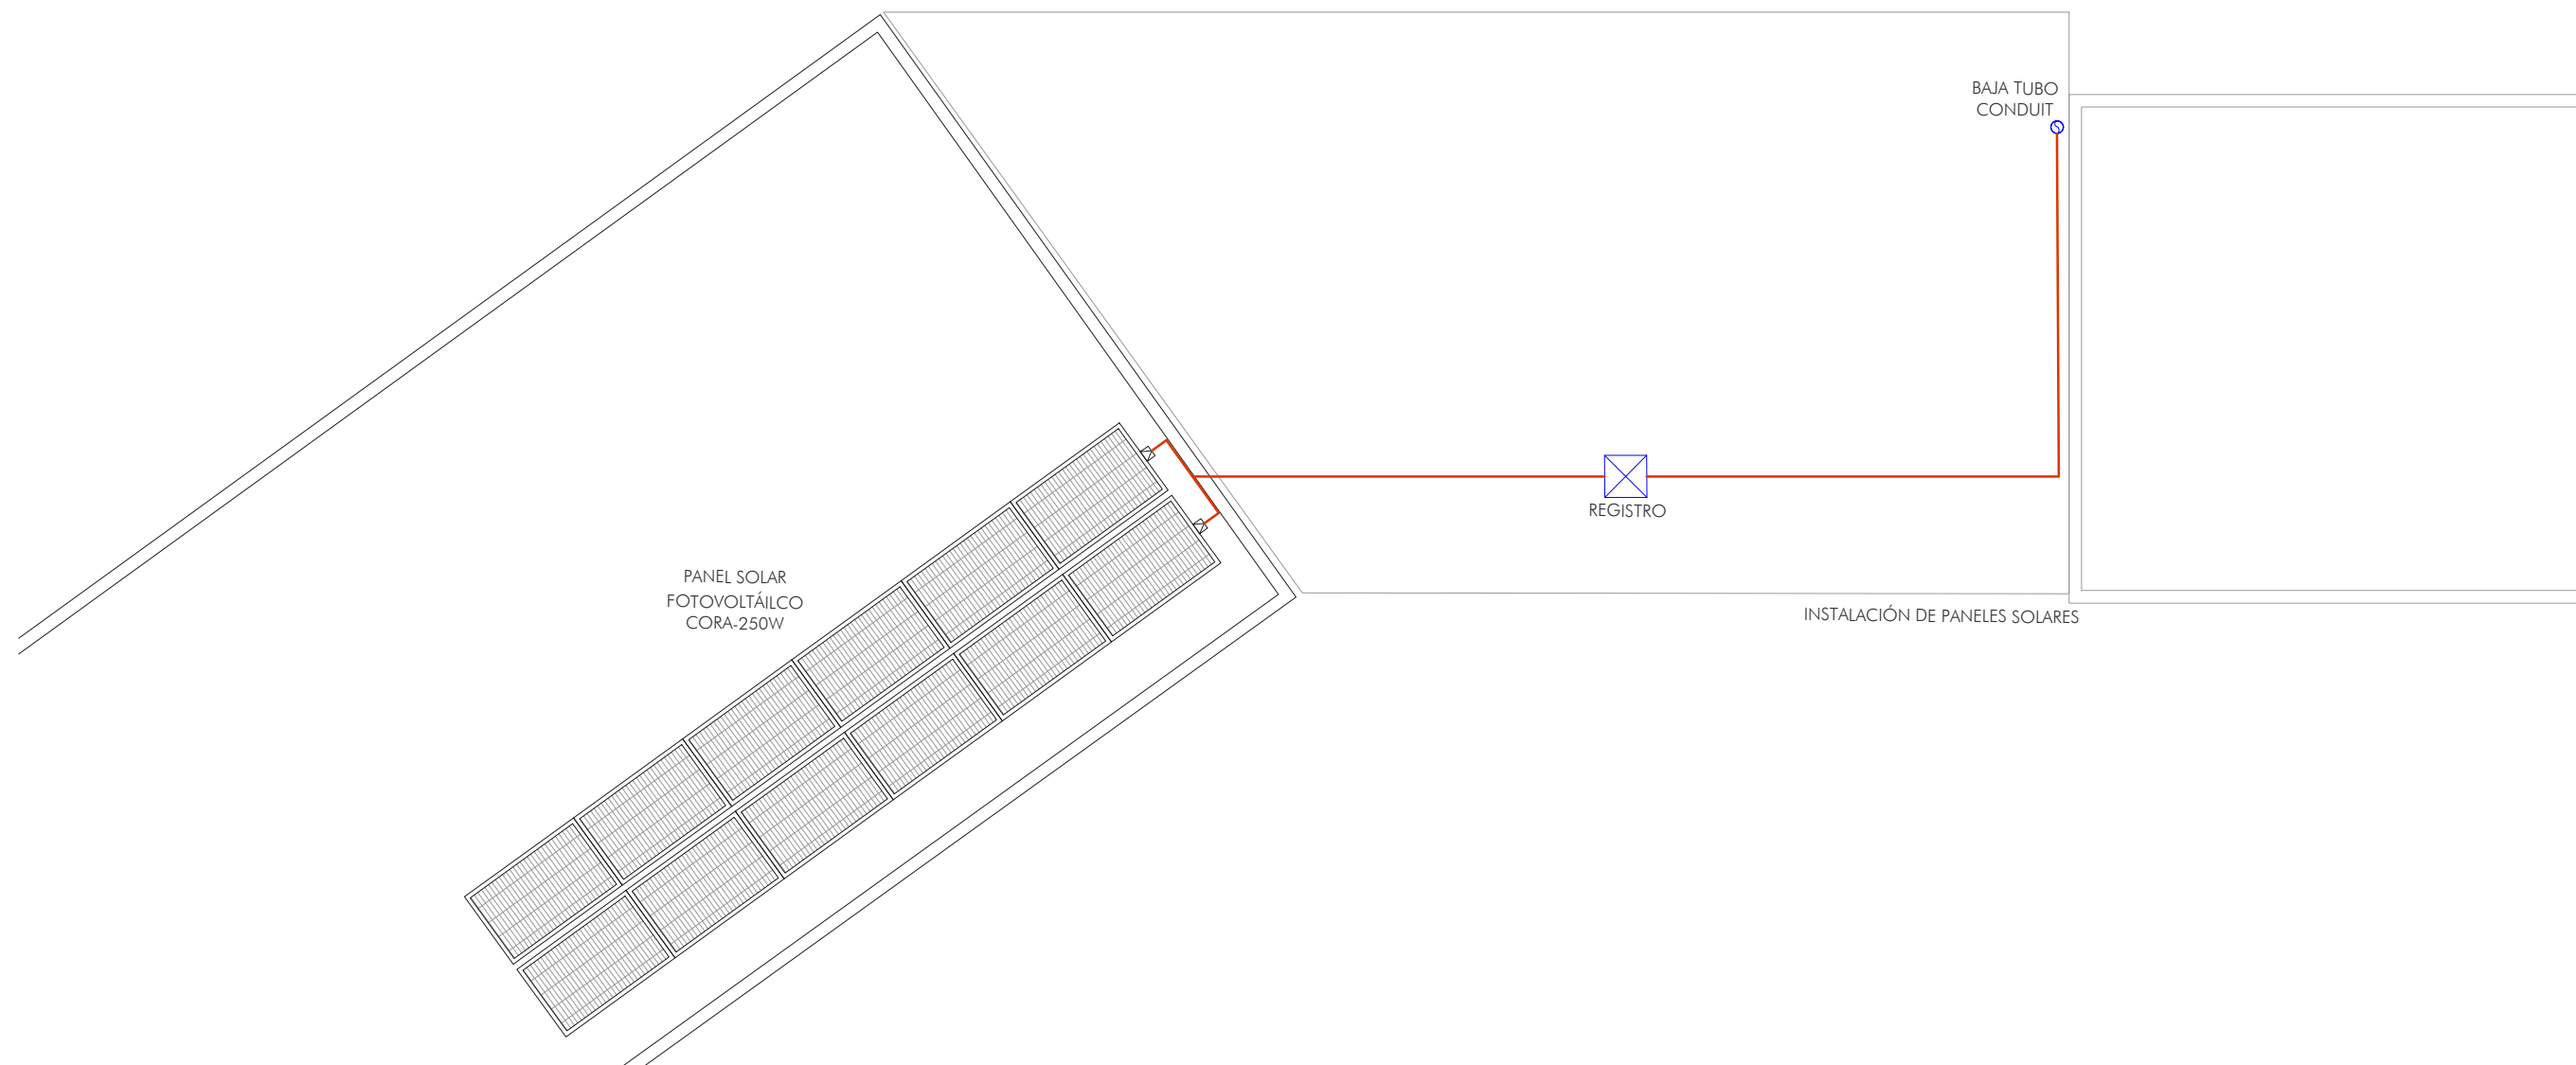 BAJA TUBO
CONDUIT
REGISTRO
PANEL SOLAR
FOTOVOLTÁILCO
CORA-250W
INSTALACIÓN DE PANELES SOLARES